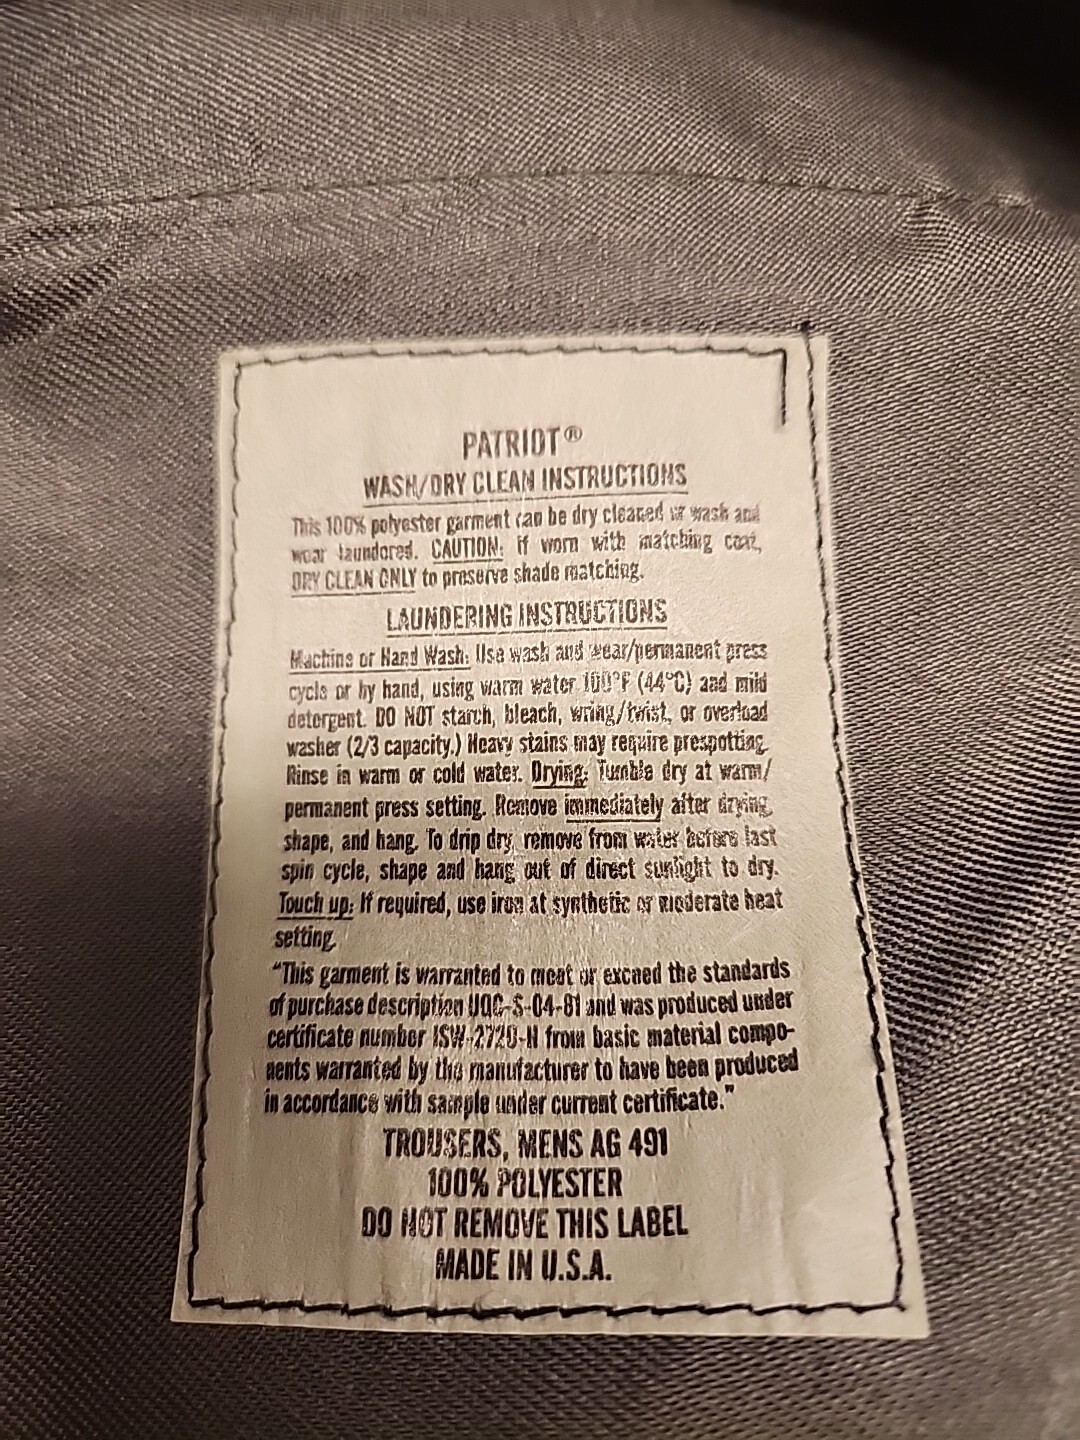 PATRIOT®
WASH/DRY CLEAN INSTRUCTIONS
This 100% polyester garment can be dry cleaned or wash and
wear laundered. CAUTION: if worn with matching coat,
DRY CLEAN ONLY to preserve shade matching.
LAUNDERING INSTRUCTIONS
Machine or Hand Wash: Use wash and wear/permanent press
cycle or by hand, using warm water 100°F (44°C) and mild
detergent. DO NOT starch, bleach, wring/twist, or overload
washer (2/3 capacity.) Heavy stains may require prespotting.
Rinse in warm or cold water. Drying: Tumble dry at warm/
permanent press setting. Remove immediately after drying,
shape, and hang. To drip dry, remove from water before last
spin cycle, shape and hang out of direct sunlight to dry.
Touch up: If required, use iron at synthetic or moderate heat
setting.
"This garment is warranted to meet or exceed the standards
of purchase description UQC-S-04-81 and was produced under
certificate number ISW-2720-N from basic material compo-
nents warranted by the manufacturer to have been produced
in accordance with sample under current certificate."
TROUSERS, MENS AG 491
100% POLYESTER
DO NOT REMOVE THIS LABEL
MADE IN U.S.A.